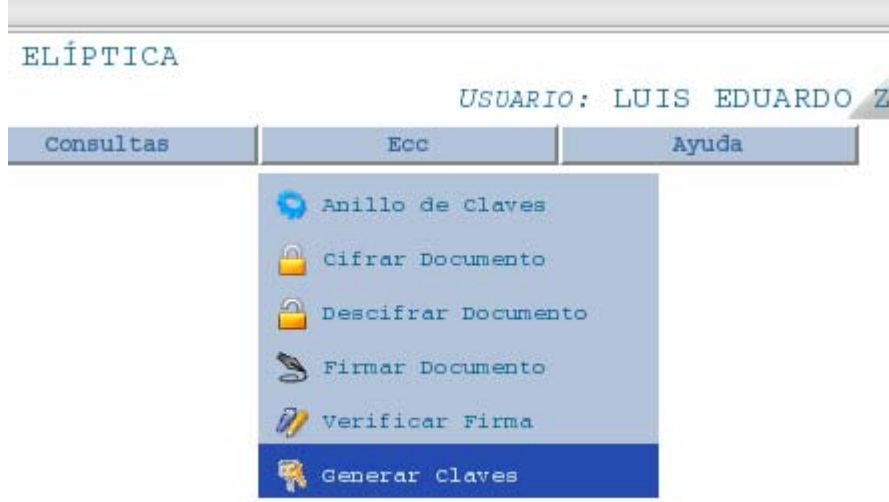 ELÍPTICA
USUARIO: LUIS EDUARDO Z
Consultas Ecc Ayuda
Anillo de Claves
Cifrar Documento
Descifrar Documento
Firmar Documento
Verificar Firma
Generar Claves